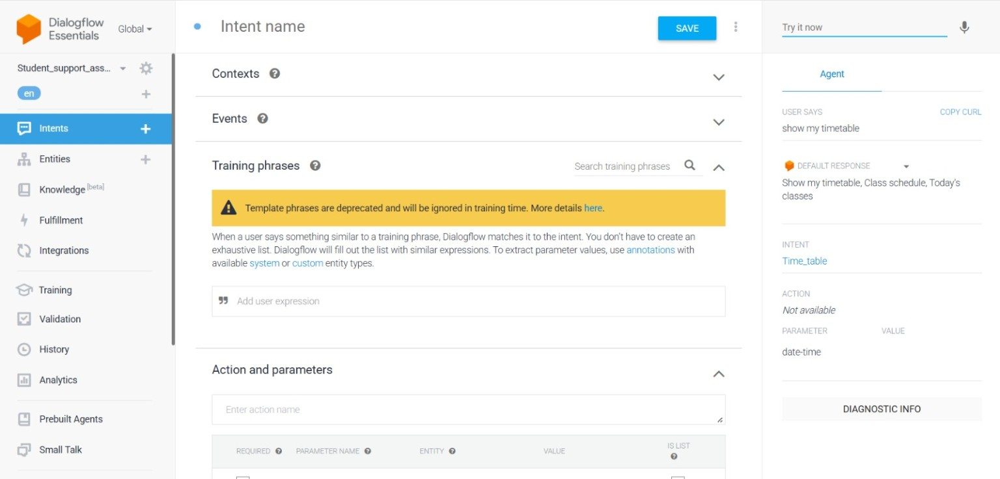 Dialogflow
Essentials
Global
Student_support_ass...
en
Intents
Entities
Knowledge [beta]
Fulfillment
Integrations
Training
Validation
History
Analytics
Prebuilt Agents
Small Talk
Intent name
SAVE
Contexts
Events
Training phrases
Search training phrases
Template phrases are deprecated and will be ignored in training time. More details here.
When a user says something similar to a training phrase, Dialogflow matches it to the intent. You don't have to create an
exhaustive list. Dialogflow will fill out the list with similar expressions. To extract parameter values, use annotations with
available system or custom entity types.
Add user expression
Action and parameters
Enter action name
REQUIRED PARAMETER NAME ENTITY VALUE IS LIST
Try it now
Agent
USER SAYS COPY CURL
show my timetable
DEFAULT RESPONSE
Show my timetable, Class schedule, Today's
classes
INTENT
Time_table
ACTION
Not available
PARAMETER VALUE
date-time
DIAGNOSTIC INFO